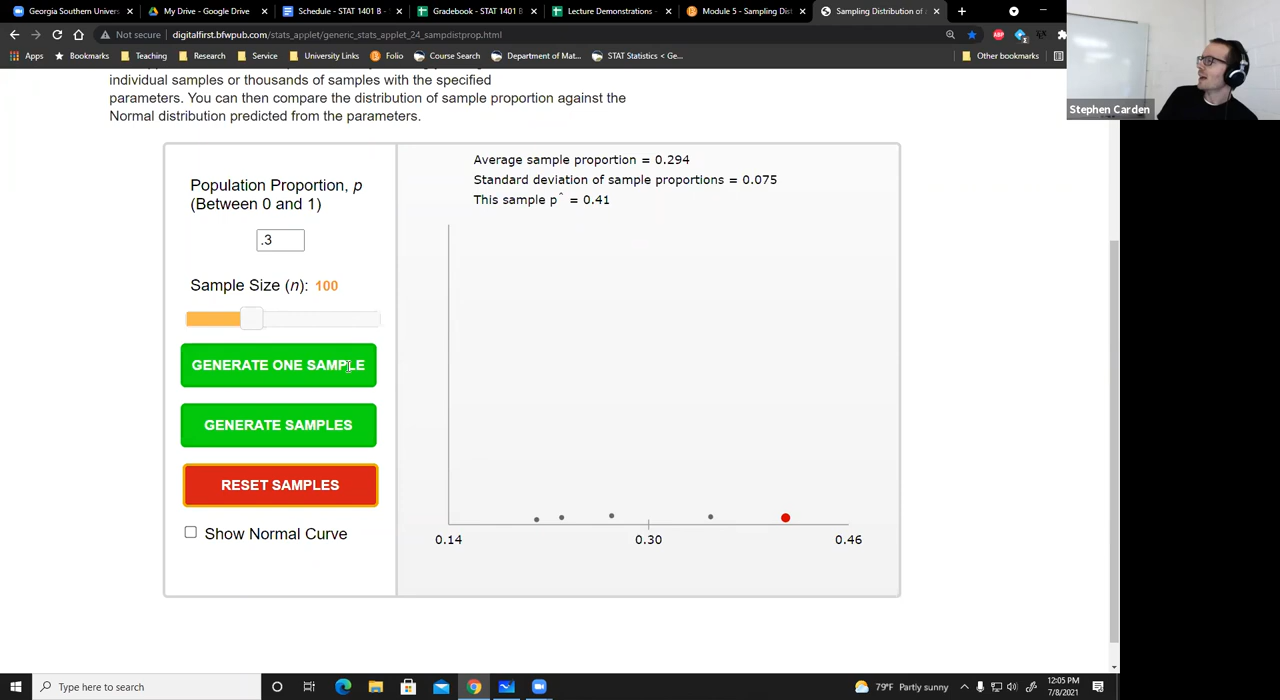 Georgia Southern Univers
My Drive - Google Drive
Schedule - STAT 1401 B -
Gradebook - STAT 1401 B
Lecture Demonstrations -
Module 5 - Sampling Dist
Sampling Distribution of
Not secure | digitalfirst.bfwpub.com/stats_applet/generic_stats_applet_24_sampdistprop.html
Apps
Bookmarks
Teaching
Research
Service
University Links
Folio
Course Search
Department of Mat...
STAT Statistics < Ge...
Other bookmarks
individual samples or thousands of samples with the specified
parameters. You can then compare the distribution of sample proportion against the
Normal distribution predicted from the parameters.
Stephen Carden
Population Proportion, p
(Between 0 and 1)
.3
Sample Size (n): 100
GENERATE ONE SAMPLE
GENERATE SAMPLES
RESET SAMPLES
Show Normal Curve
Average sample proportion = 0.294
Standard deviation of sample proportions = 0.075
This sample p^ = 0.41
0.14
0.30
0.46
Type here to search
79°F Partly sunny
12:05 PM
7/8/2021